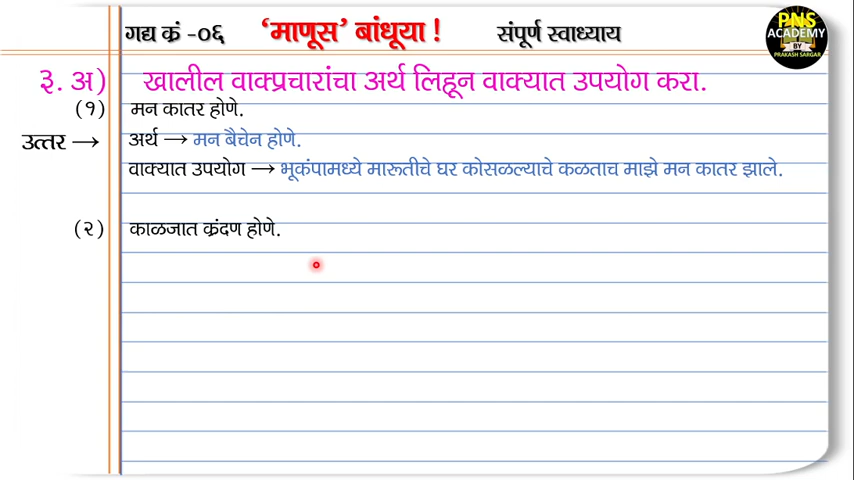 गद्य क्रं -०६ 'माणूस' बांधूया ! संपूर्ण स्वाध्याय
PNS
ACADEMY
BY
PRAKASH SARGAR
३. अ) खालील वाक्प्रचारांचा अर्थ लिहून वाक्यात उपयोग करा.
(१) मन कातर होणे.
उत्तर → अर्थ → मन बैचेन होणे.
वाक्यात उपयोग → भूकंपामध्ये मारूतीचे घर कोसळल्याचे कळताच माझे मन कातर झाले.
(२) काळजात क्रंदण होणे.